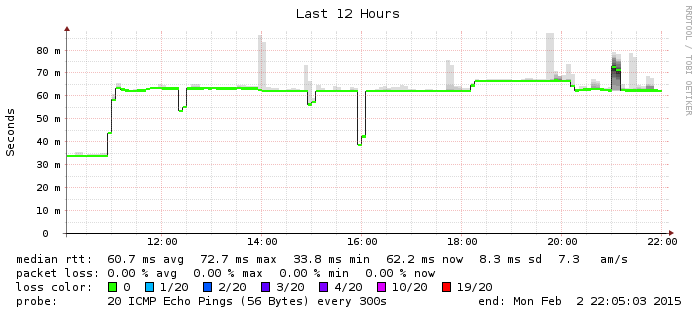 Last 12 Hours
RRDTOOL / TOBI OETIKER
Seconds
80 m
70 m
60 m
50 m
40 m
30 m
20 m
10 m
0
12:00 14:00 16:00 18:00 20:00 22:00
median rtt: 60.7 ms avg 72.7 ms max 33.8 ms min 62.2 ms now 8.3 ms sd 7.3 am/s
packet loss: 0.00 % avg 0.00 % max 0.00 % min 0.00 % now
loss color: 0 1/20 2/20 3/20 4/20 10/20 19/20
probe: 20 ICMP Echo Pings (56 Bytes) every 300s end: Mon Feb 2 22:05:03 2015